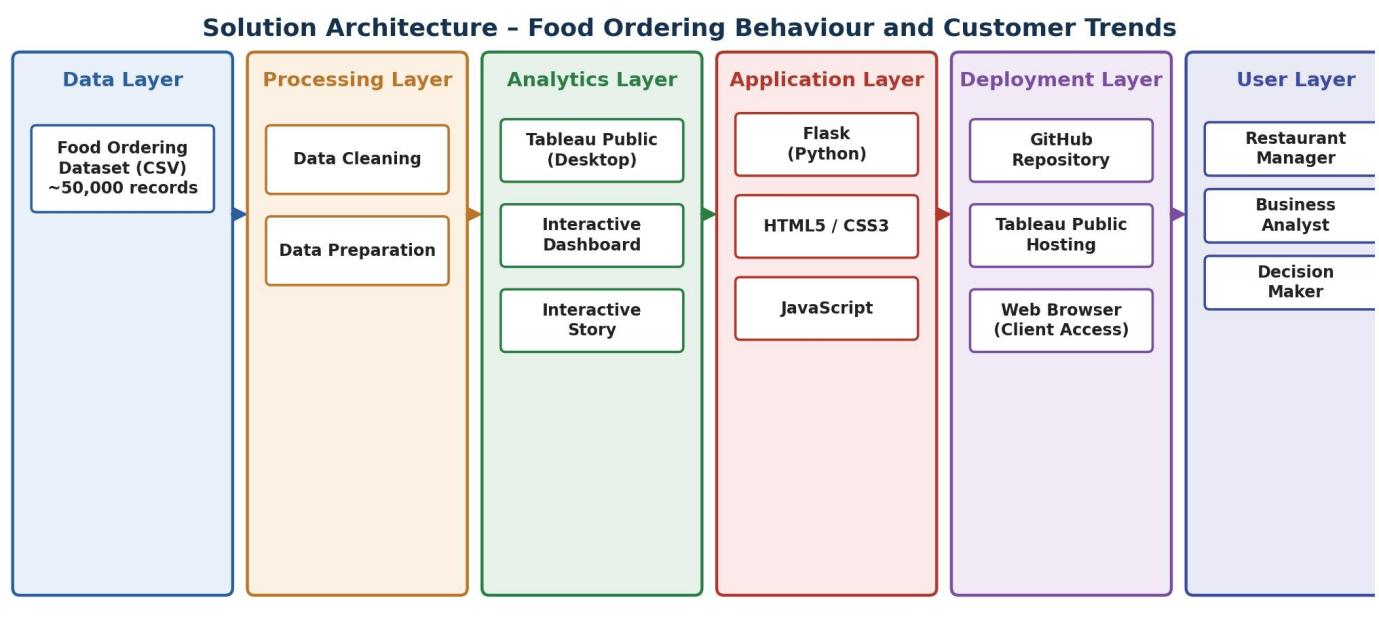 Solution Architecture – Food Ordering Behaviour and Customer Trends
Data Layer
Food Ordering
Dataset (CSV)
~50,000 records
Processing Layer
Data Cleaning
Data Preparation
Analytics Layer
Tableau Public
(Desktop)
Interactive
Dashboard
Interactive
Story
Application Layer
Flask
(Python)
HTML5 / CSS3
JavaScript
Deployment Layer
GitHub
Repository
Tableau Public
Hosting
Web Browser
(Client Access)
User Layer
Restaurant
Manager
Business
Analyst
Decision
Maker